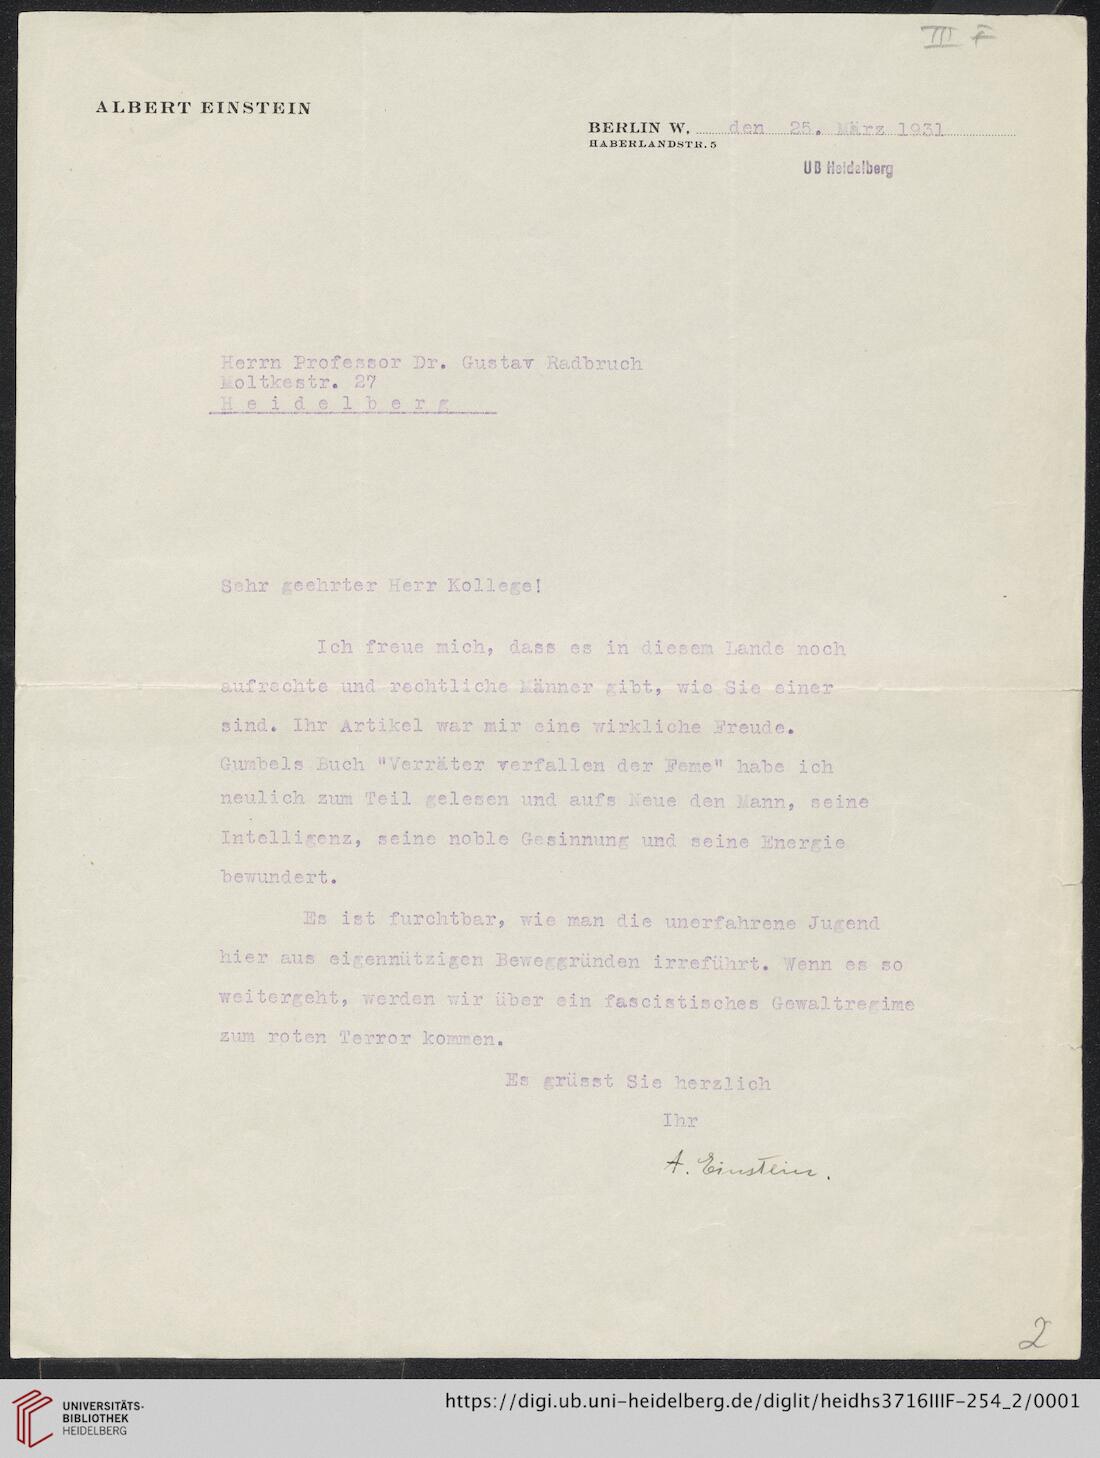 III F
ALBERT EINSTEIN
BERLIN W. den 25. März 1931
HABERLANDSTR. 5
UB Heidelberg
Herrn Professor Dr. Gustav Radbruch
Moltkestr. 27
H e i d e l b e r g
Sehr geehrter Herr Kollege!
Ich freue mich, dass es in diesem Lande noch
aufrechte und rechtliche Männer gibt, wie Sie einer
sind. Ihr Artikel war mir eine wirkliche Freude.
Gumbels Buch "Verräter verfallen der Feme" habe ich
neulich zum Teil gelesen und aufs Neue den Mann, seine
Intelligenz, seine noble Gesinnung und seine Energie
bewundert.
Es ist furchtbar, wie man die unerfahrene Jugend
hier aus eigennützigen Beweggründen irreführt. Wenn es so
weitergeht, werden wir über ein fascistisches Gewaltregime
zum roten Terror kommen.
Es grüsst Sie herzlich
Ihr
A. Einstein.
2
UNIVERSITÄTS-
BIBLIOTHEK
HEIDELBERG
https://digi.ub.uni-heidelberg.de/diglit/heidhs3716IIIF-254_2/0001